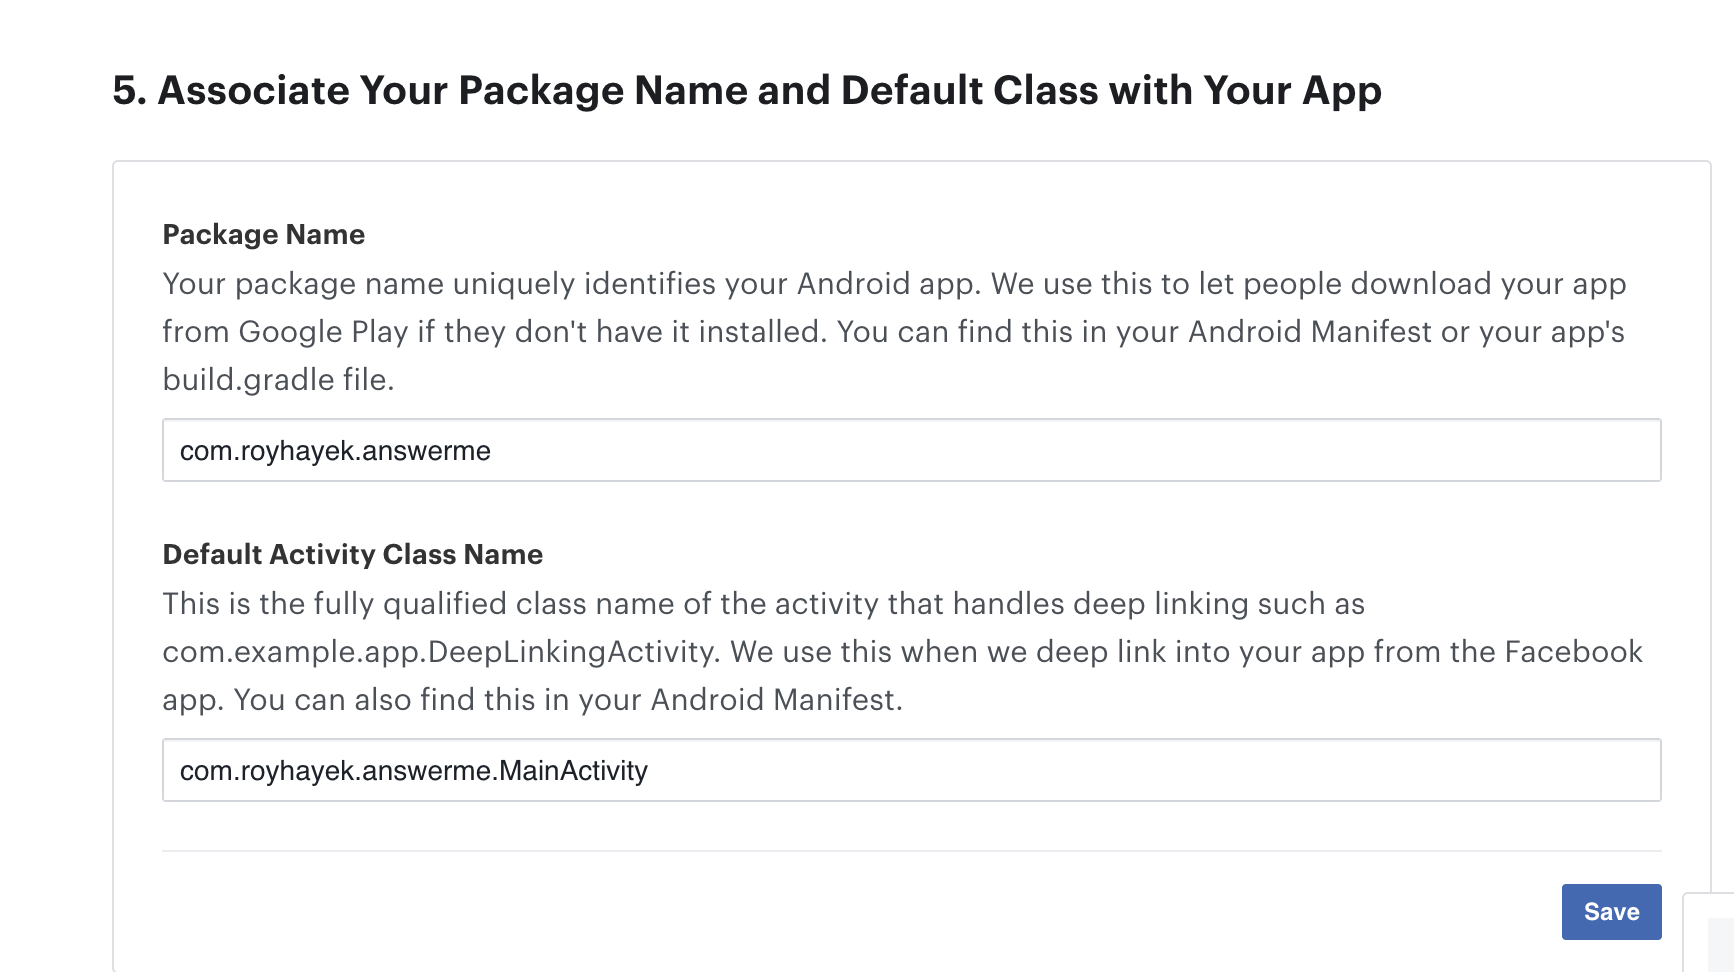 5. Associate Your Package Name and Default Class with Your App
Package Name
Your package name uniquely identifies your Android app. We use this to let people download your app
from Google Play if they don't have it installed. You can find this in your Android Manifest or your app's
build.gradle file.
com.royhayek.answerme
Default Activity Class Name
This is the fully qualified class name of the activity that handles deep linking such as
com.example.app.DeepLinkingActivity. We use this when we deep link into your app from the Facebook
app. You can also find this in your Android Manifest.
com.royhayek.answerme.MainActivity
Save